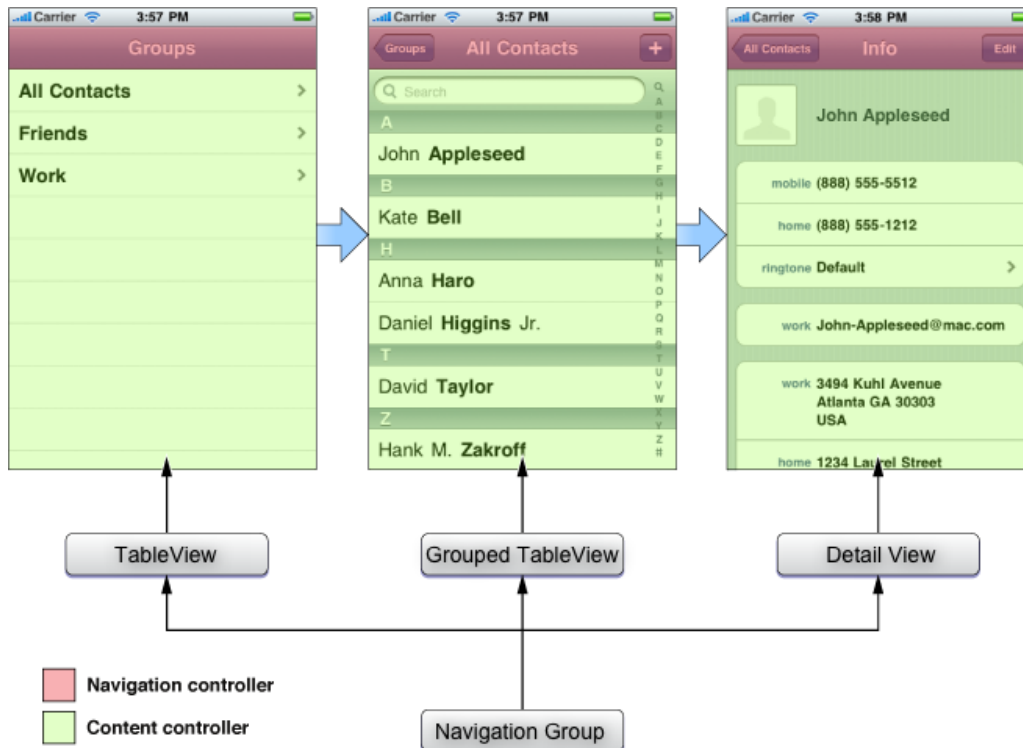 Carrier 3:57 PM
Groups
All Contacts
Friends
Work
Carrier 3:57 PM
Groups All Contacts +
Search
A
John Appleseed
B
Kate Bell
H
Anna Haro
Daniel Higgins Jr.
T
David Taylor
Z
Hank M. Zakroff
A
B
C
D
E
F
G
H
I
J
K
L
M
N
O
P
Q
R
S
T
U
V
W
X
Y
Z
#
Carrier 3:58 PM
All Contacts Info Edit
John Appleseed
mobile (888) 555-5512
home (888) 555-1212
ringtone Default
work John-Appleseed@mac.com
work 3494 Kuhl Avenue
Atlanta GA 30303
USA
home 1234 Laurel Street
TableView
Grouped TableView
Detail View
Navigation controller
Content controller
Navigation Group